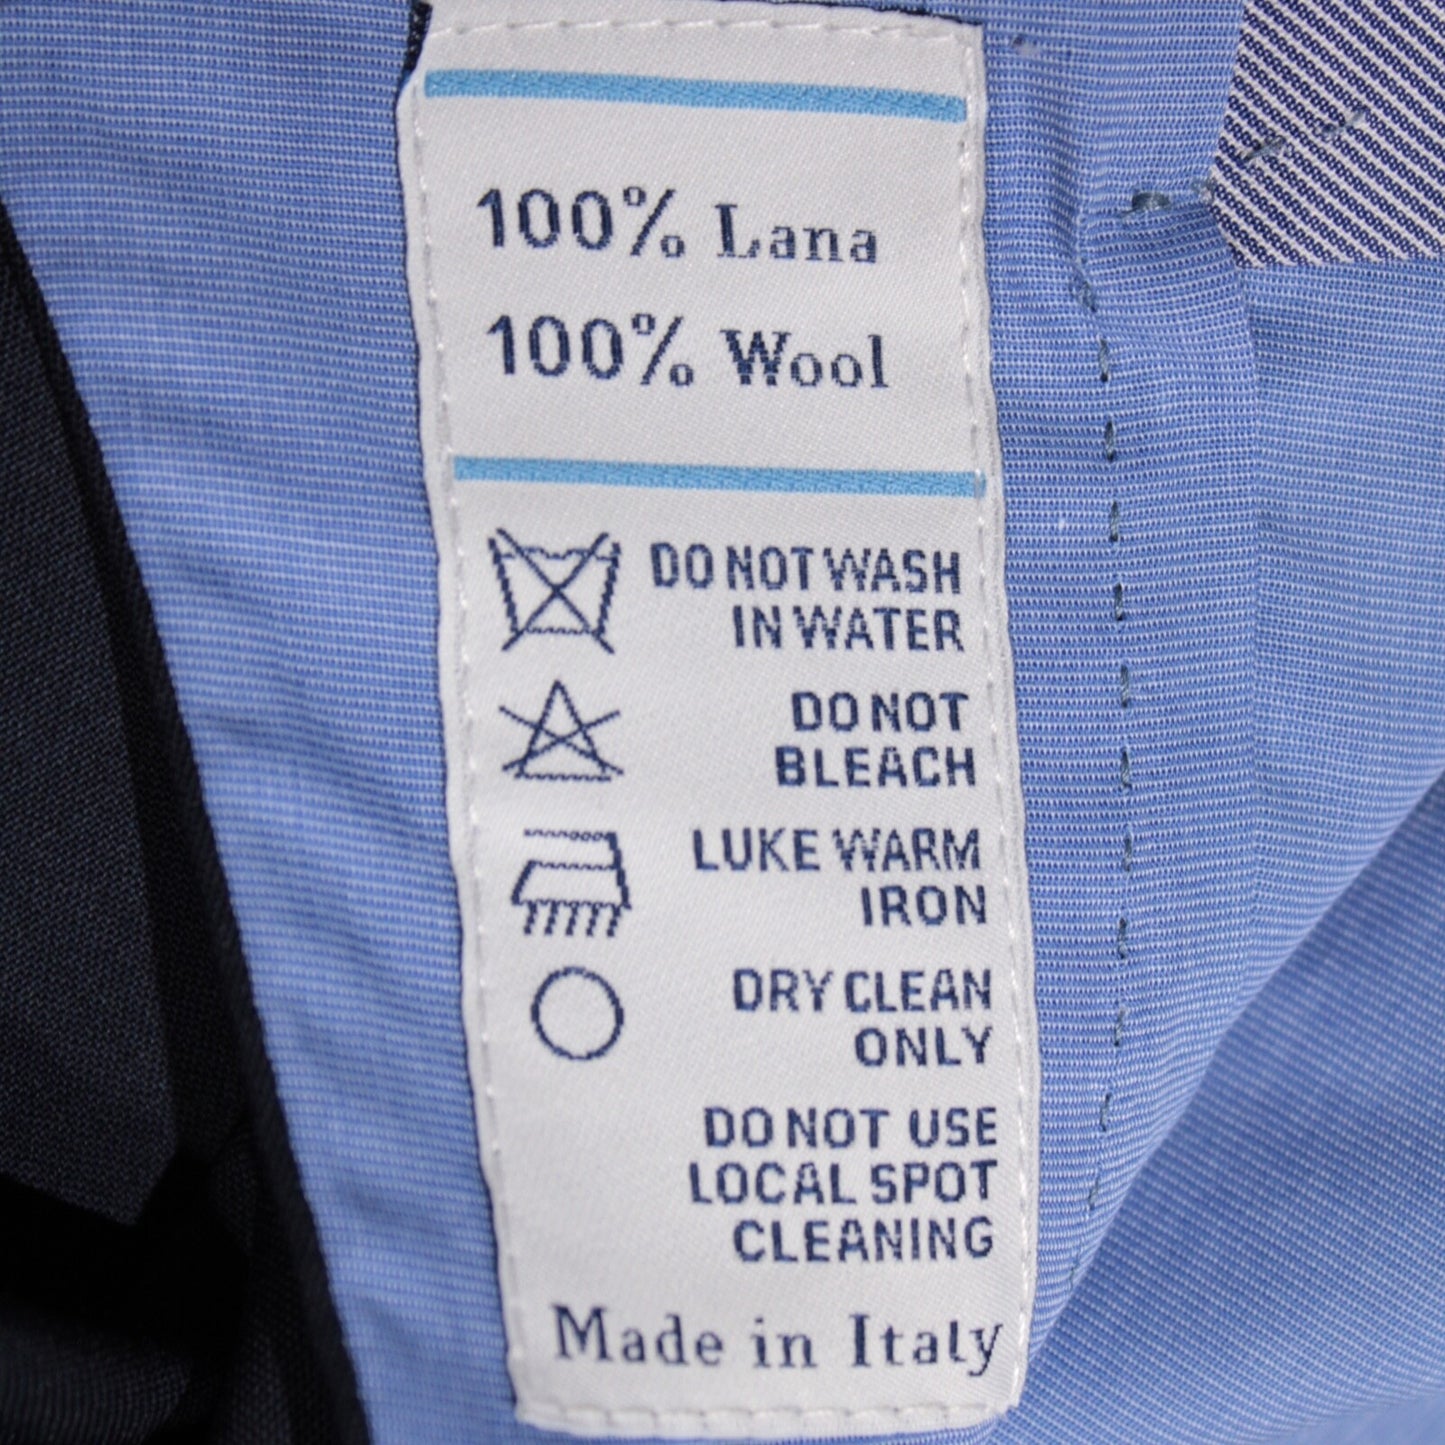 100% Lana
100% Wool
DO NOT WASH
IN WATER
DO NOT
BLEACH
LUKE WARM
IRON
DRY CLEAN
ONLY
DO NOT USE
LOCAL SPOT
CLEANING
Made in Italy